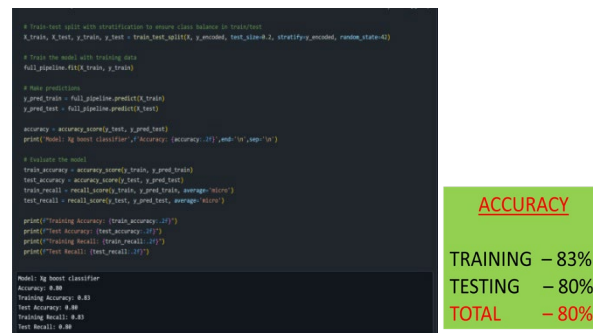 # Train-test split with stratification to ensure class balance in train/test
X_train, X_test, y_train, y_test = train_test_split(X, y_encoded, test_size=0.2, stratify=y_encoded, random_state=42)
# Train the model with training data
full_pipeline.fit(X_train, y_train)
# Make predictions
y_pred_train = full_pipeline.predict(X_train)
y_pred_test = full_pipeline.predict(X_test)
accuracy = accuracy_score(y_test, y_pred_test)
print('Model: Xg boost classifier',f'Accuracy: {accuracy:.2f}',end='\n',sep='\n')
# Evaluate the model
train_accuracy = accuracy_score(y_train, y_pred_train)
test_accuracy = accuracy_score(y_test, y_pred_test)
train_recall = recall_score(y_train, y_pred_train, average='micro')
test_recall = recall_score(y_test, y_pred_test, average='micro')
print(f"Training Accuracy: {train_accuracy:.2f}")
print(f"Test Accuracy: {test_accuracy:.2f}")
print(f"Training Recall: {train_recall:.2f}")
print(f"Test Recall: {test_recall:.2f}")
Model: Xg boost classifier
Accuracy: 0.80
Training Accuracy: 0.83
Test Accuracy: 0.80
Training Recall: 0.83
Test Recall: 0.80
ACCURACY
TRAINING – 83%
TESTING – 80%
TOTAL – 80%